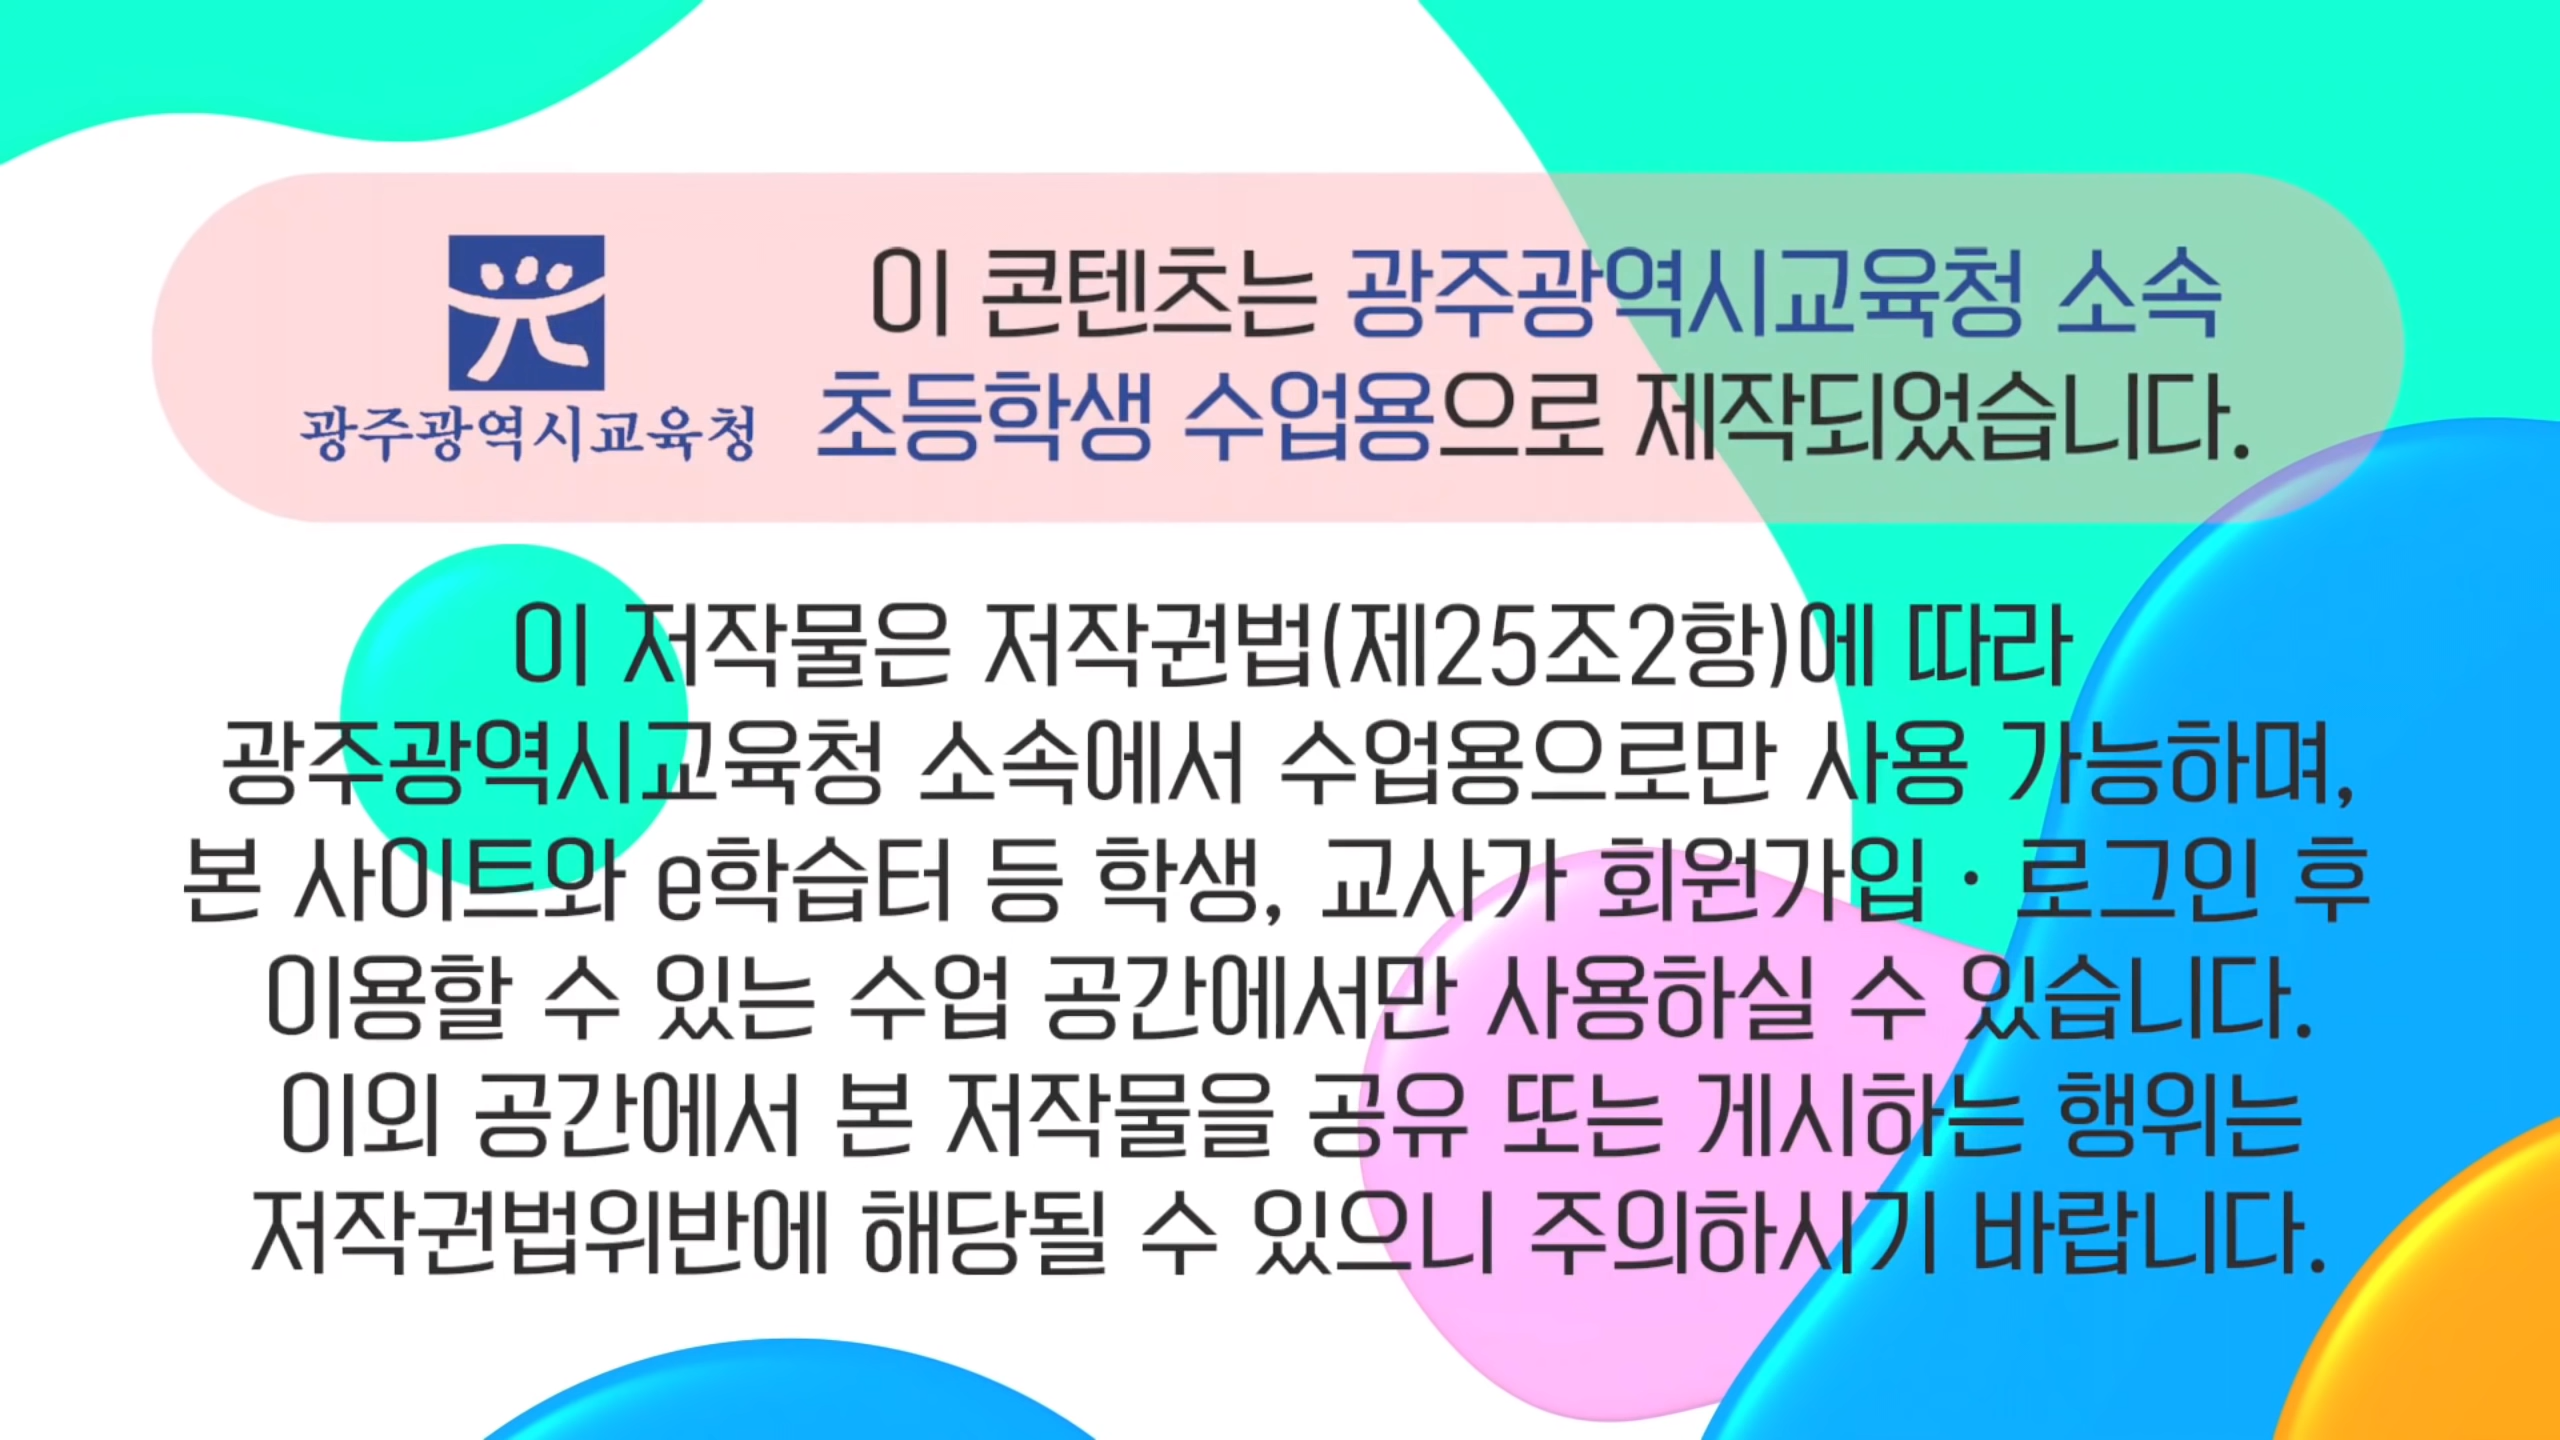 이 콘텐츠는 광주광역시교육청 소속
초등학생 수업용으로 제작되었습니다.
광주광역시교육청
이 저작물은 저작권법(제25조2항)에 따라
광주광역시교육청 소속에서 수업용으로만 사용 가능하며,
본 사이트와 e학습터 등 학생, 교사가 회원가입 · 로그인 후
이용할 수 있는 수업 공간에서만 사용하실 수 있습니다.
이외 공간에서 본 저작물을 공유 또는 게시하는 행위는
저작권법위반에 해당될 수 있으니 주의하시기 바랍니다.